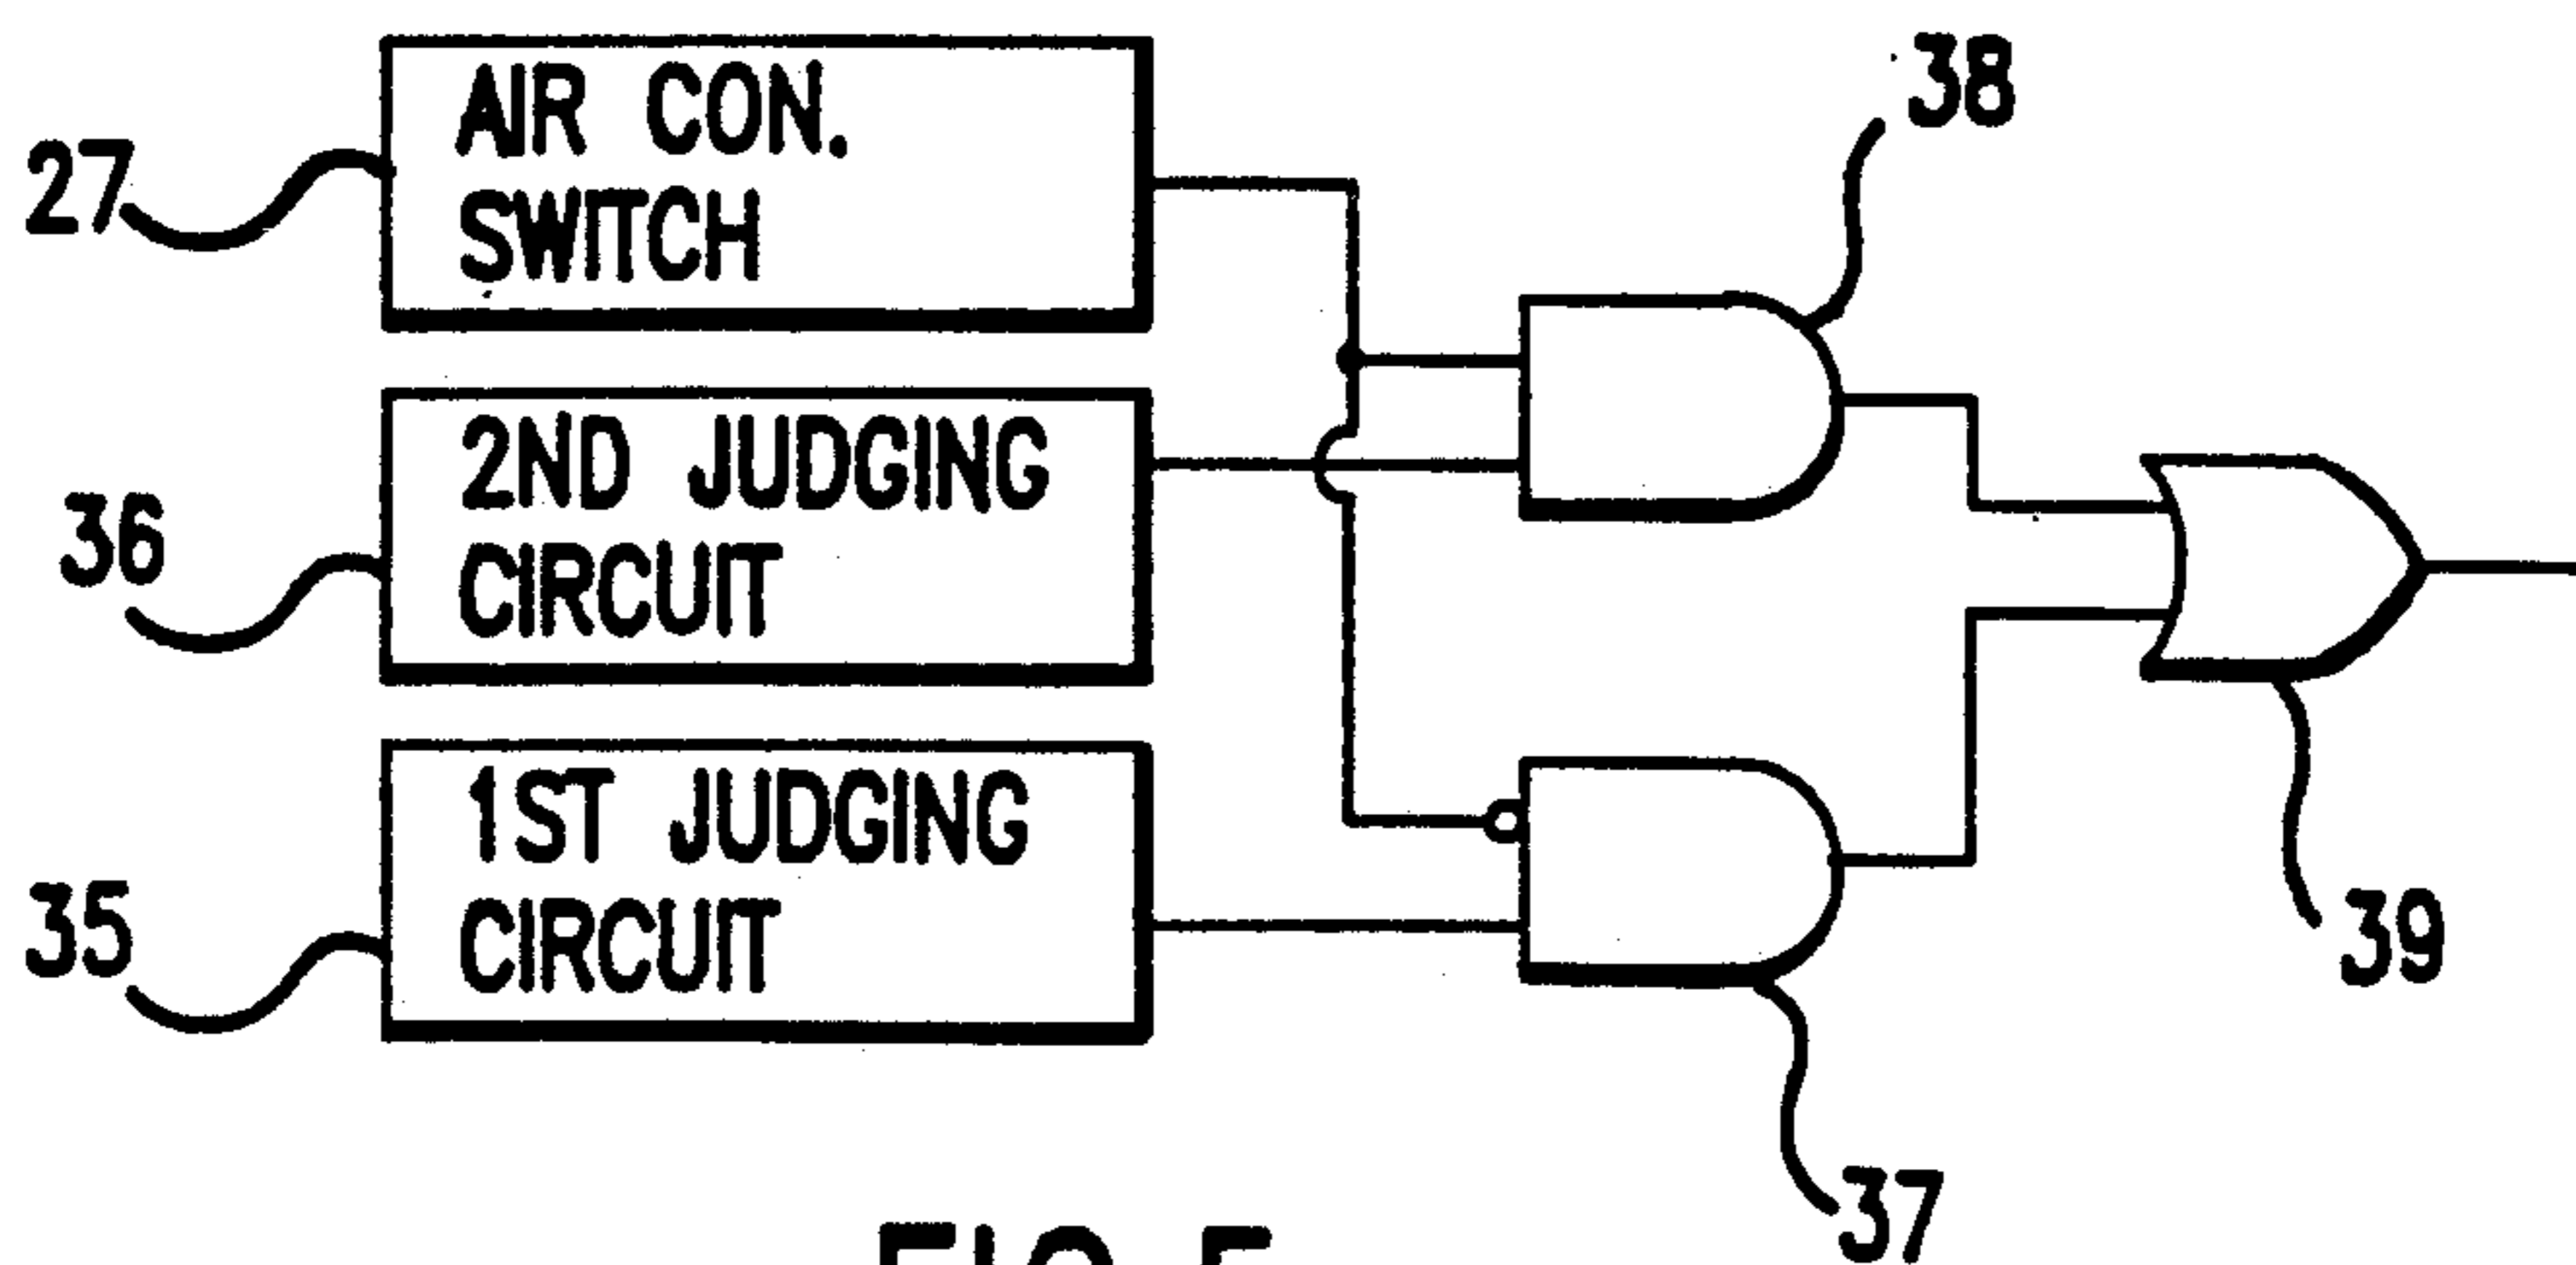 38
27
AIR CON.
SWITCH
36
2ND JUDGING
CIRCUIT
35
1ST JUDGING
CIRCUIT
39
37